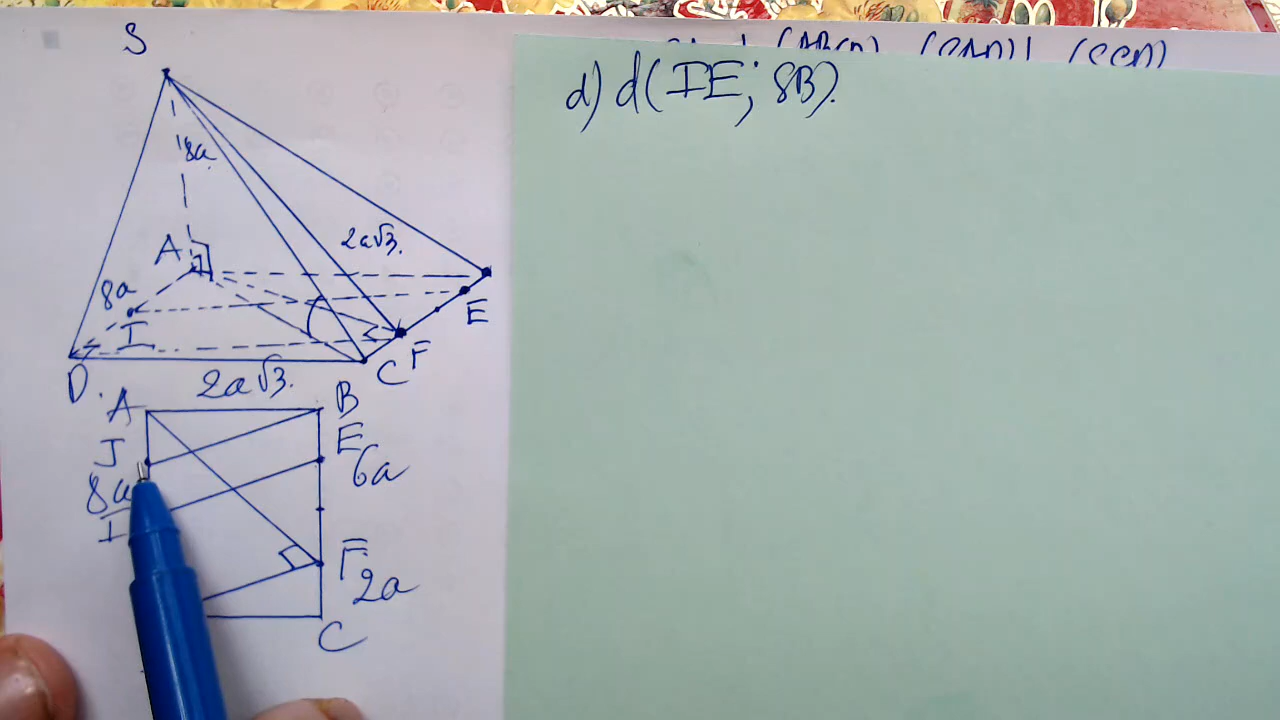 S
8a
A
2a√3.
8a
I
E
F
D.
2a√3.
C
A
B
J
E
8a
6a
I
F
2a
C
d) d(IE; SB).